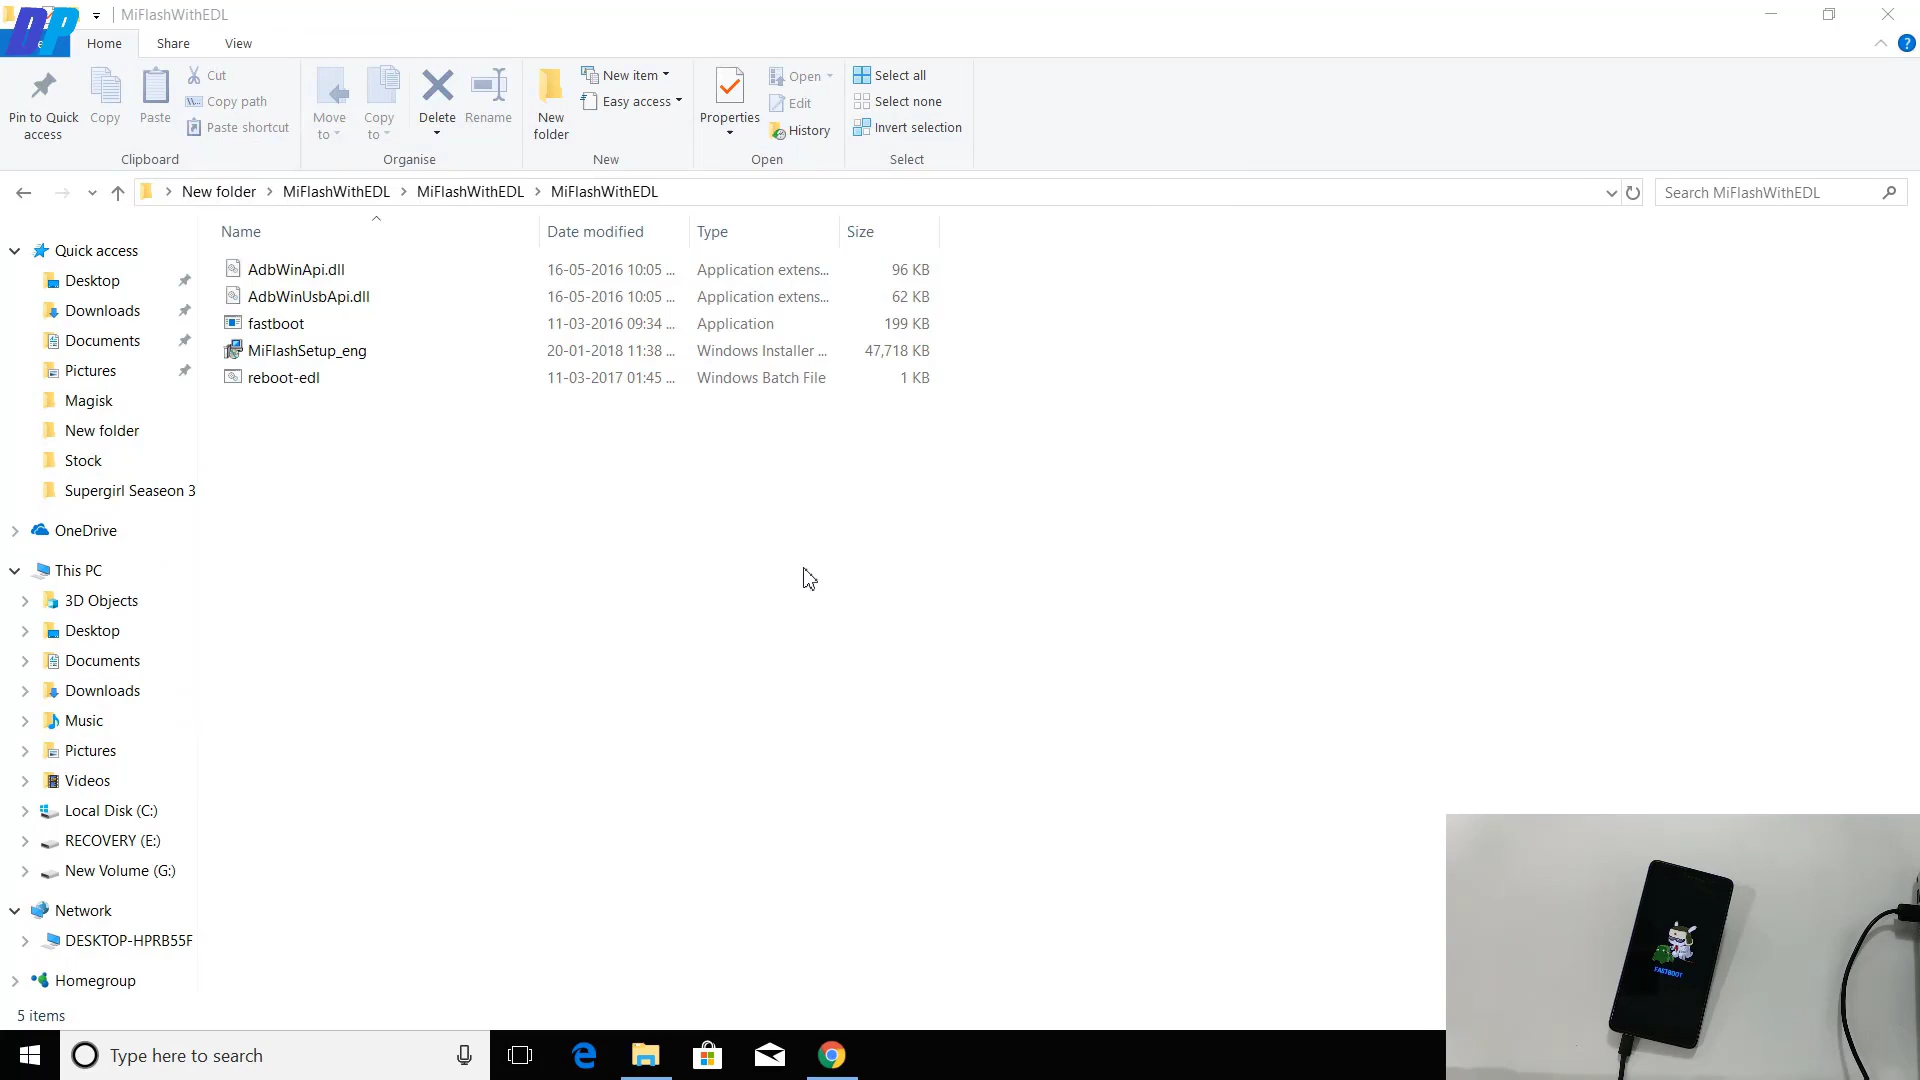 DP
MiFlashWithEDL
Home Share View
Pin to Quick access
Copy
Paste
Cut
Copy path
Paste shortcut
Clipboard
Move to
Copy to
Delete
Rename
Organise
New folder
New item
Easy access
New
Properties
Open
Edit
History
Open
Select all
Select none
Invert selection
Select
New folder MiFlashWithEDL MiFlashWithEDL MiFlashWithEDL
Search MiFlashWithEDL
Name Date modified Type Size
AdbWinApi.dll 16-05-2016 10:05 ... Application extens... 96 KB
AdbWinUsbApi.dll 16-05-2016 10:05 ... Application extens... 62 KB
fastboot 11-03-2016 09:34 ... Application 199 KB
MiFlashSetup_eng 20-01-2018 11:38 ... Windows Installer ... 47,718 KB
reboot-edl 11-03-2017 01:45 ... Windows Batch File 1 KB
Quick access
Desktop
Downloads
Documents
Pictures
Magisk
New folder
Stock
Supergirl Seaseon 3
OneDrive
This PC
3D Objects
Desktop
Documents
Downloads
Music
Pictures
Videos
Local Disk (C:)
RECOVERY (E:)
New Volume (G:)
Network
DESKTOP-HPRB55F
Homegroup
5 items
Type here to search
FASTBOOT